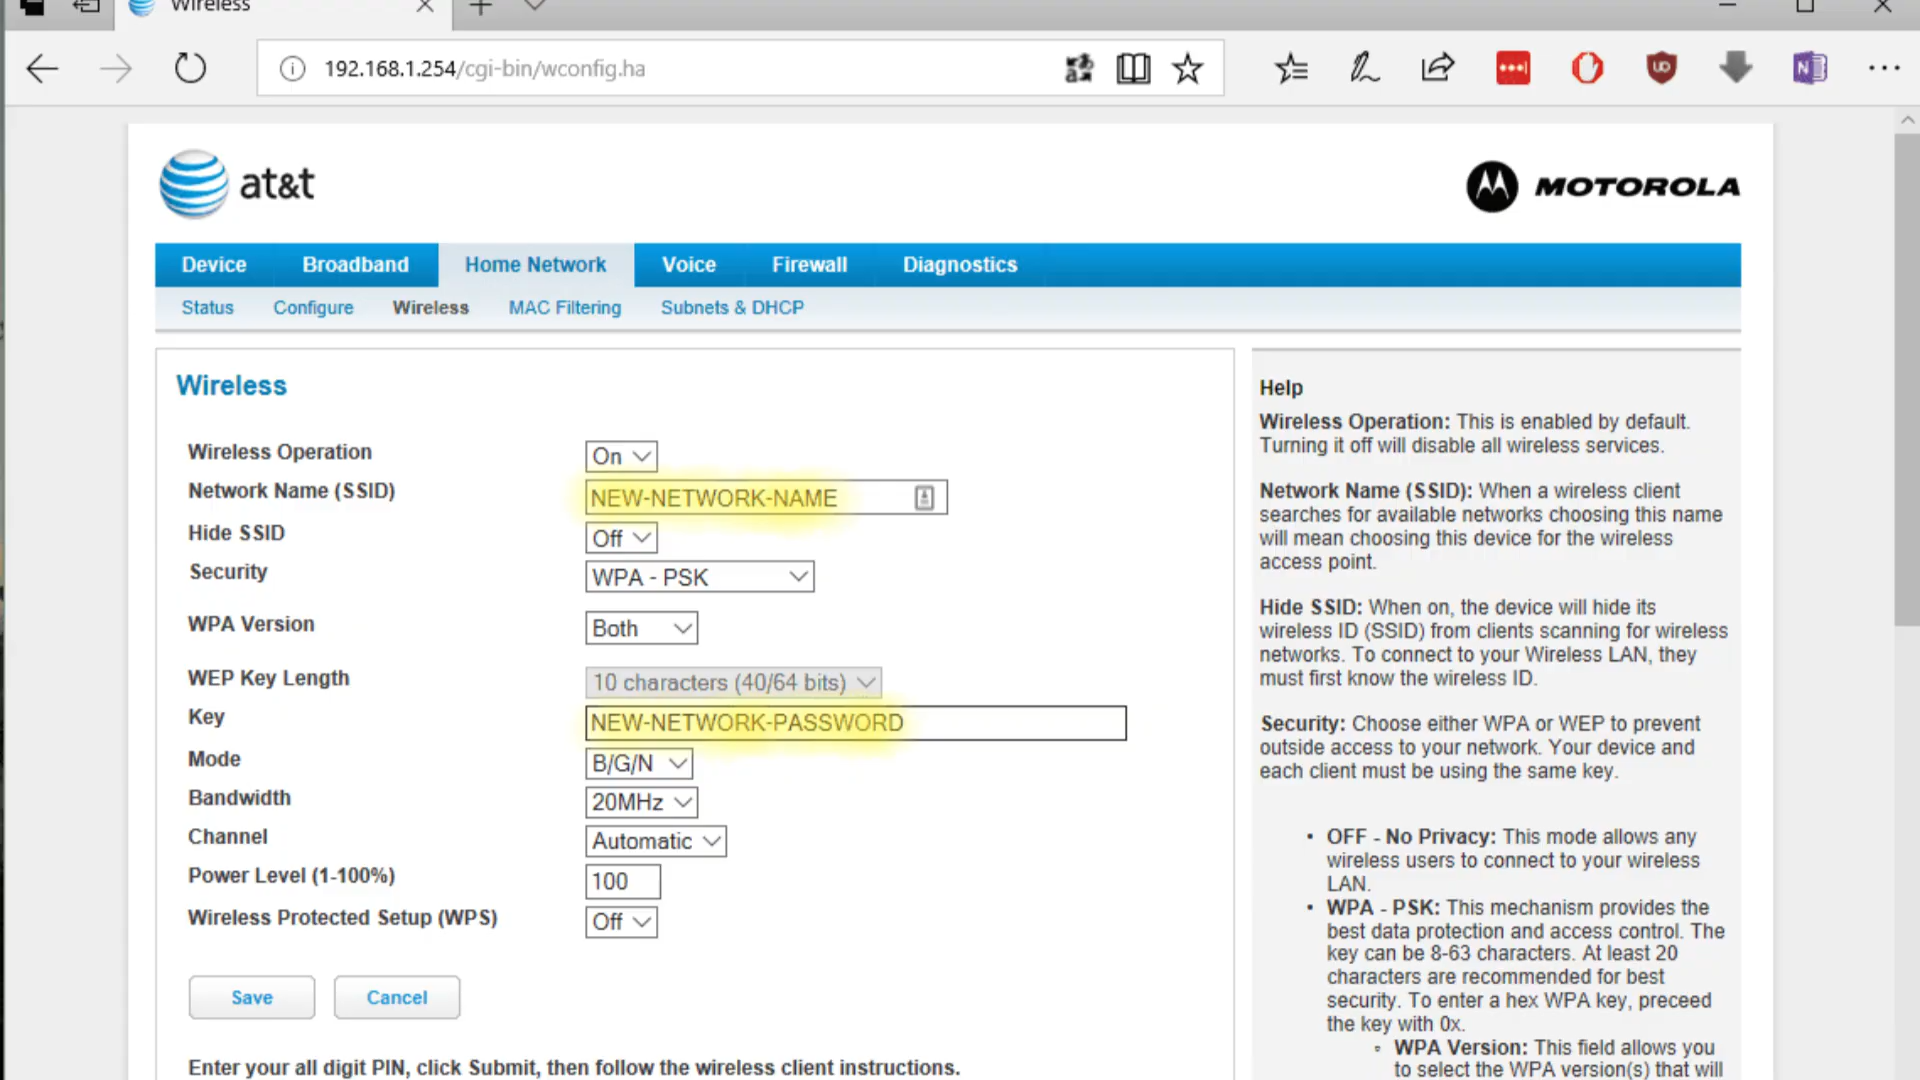 Wireless
192.168.1.254/cgi-bin/wconfig.ha
at&t
MOTOROLA
Device Broadband Home Network Voice Firewall Diagnostics
Status Configure Wireless MAC Filtering Subnets & DHCP
Wireless
Wireless Operation On
Network Name (SSID) NEW-NETWORK-NAME
Hide SSID Off
Security WPA - PSK
WPA Version Both
WEP Key Length 10 characters (40/64 bits)
Key NEW-NETWORK-PASSWORD
Mode B/G/N
Bandwidth 20MHz
Channel Automatic
Power Level (1-100%) 100
Wireless Protected Setup (WPS) Off
Save Cancel
Enter your all digit PIN, click Submit, then follow the wireless client instructions.
Help
Wireless Operation: This is enabled by default.
Turning it off will disable all wireless services.
Network Name (SSID): When a wireless client
searches for available networks choosing this name
will mean choosing this device for the wireless
access point.
Hide SSID: When on, the device will hide its
wireless ID (SSID) from clients scanning for wireless
networks. To connect to your Wireless LAN, they
must first know the wireless ID.
Security: Choose either WPA or WEP to prevent
outside access to your network. Your device and
each client must be using the same key.
• OFF - No Privacy: This mode allows any
wireless users to connect to your wireless
LAN.
• WPA - PSK: This mechanism provides the
best data protection and access control. The
key can be 8-63 characters. At least 20
characters are recommended for best
security. To enter a hex WPA key, preceed
the key with 0x.
◦ WPA Version: This field allows you
to select the WPA version(s) that will